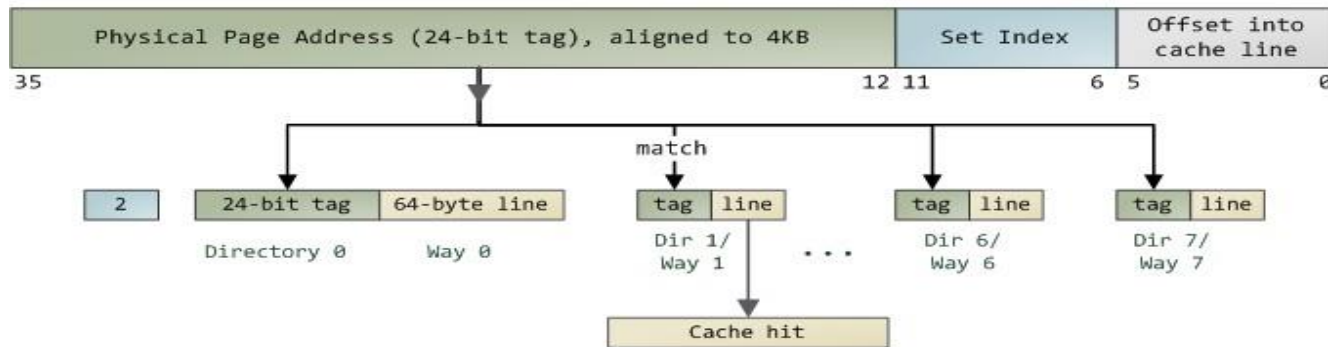 Physical Page Address (24-bit tag), aligned to 4KB
Set Index
Offset into
cache line
35
12
11
6
5
0
match
2
24-bit tag
64-byte line
tag
line
tag
line
tag
line
Directory 0
Way 0
Dir 1/
Way 1
...
Dir 6/
Way 6
Dir 7/
Way 7
Cache hit